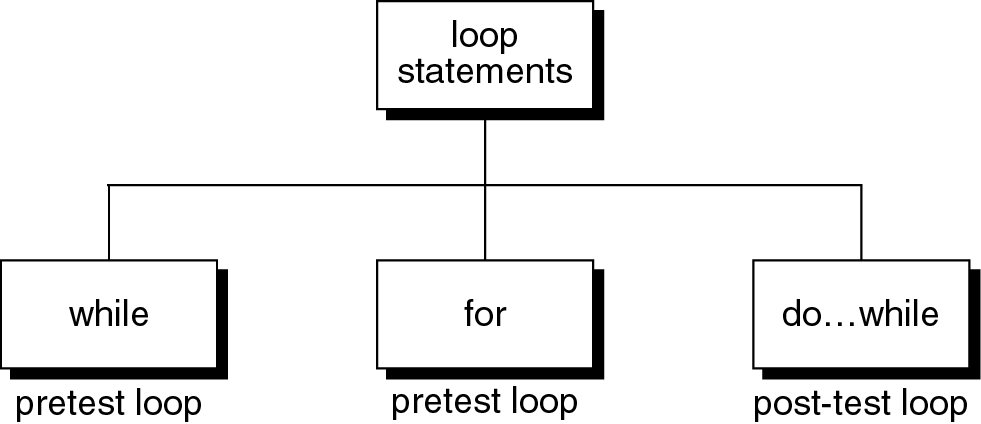 loop
statements
while
for
do…while
pretest loop
pretest loop
post-test loop